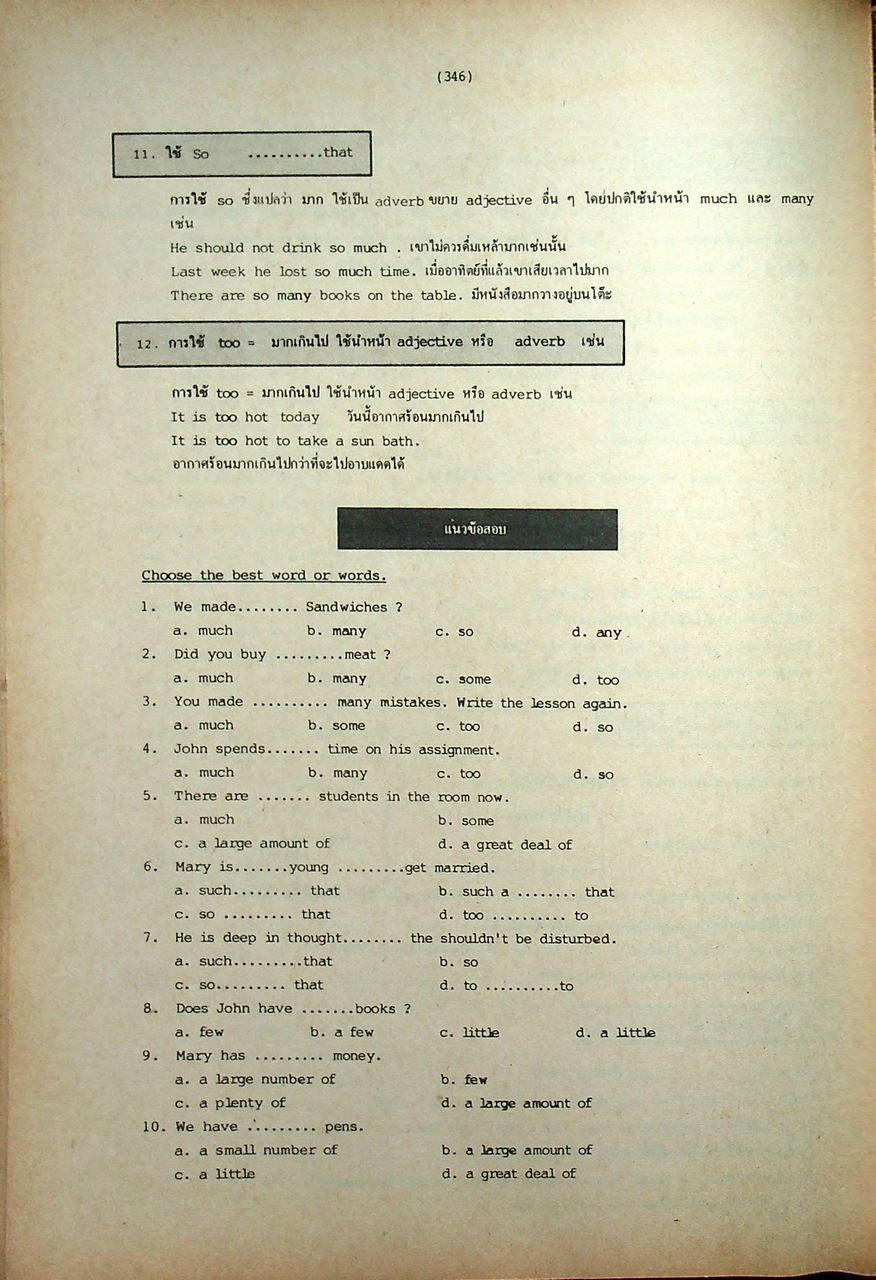 (346)
11. ใช้ So ..........that
การใช้ so ซึ่งแปลว่า มาก ใช้เป็น adverb ขยาย adjective อื่น ๆ โดยปกติใช้นำหน้า much และ many
เช่น
He should not drink so much . เขาไม่ควรดื่มเหล้ามากเช่นนั้น
Last week he lost so much time. เมื่ออาทิตย์ที่แล้วเขาเสียเวลาไปมาก
There are so many books on the table. มีหนังสือมากวางอยู่บนโต๊ะ
12. การใช้ too = มากเกินไป ใช้นำหน้า adjective หรือ adverb เช่น
การใช้ too = มากเกินไป ใช้นำหน้า adjective หรือ adverb เช่น
It is too hot today วันนี้อากาศร้อนมากเกินไป
It is too hot to take a sun bath.
อากาศร้อนมากเกินไปกว่าที่จะไปอาบแดดได้
แนวข้อสอบ
Choose the best word or words.
1. We made........ Sandwiches ?
a. much b. many c. so d. any
2. Did you buy .........meat ?
a. much b. many c. some d. too
3. You made .......... many mistakes. Write the lesson again.
a. much b. some c. too d. so
4. John spends....... time on his assignment.
a. much b. many c. too d. so
5. There are ....... students in the room now.
a. much b. some
c. a large amount of d. a great deal of
6. Mary is.......young .........get married.
a. such......... that b. such a ........ that
c. so ......... that d. too .......... to
7. He is deep in thought........ the shouldn't be disturbed.
a. such.........that b. so
c. so......... that d. to ..........to
8. Does John have .......books ?
a. few b. a few c. little d. a little
9. Mary has ......... money.
a. a large number of b. few
c. a plenty of d. a large amount of
10. We have ......... pens.
a. a small number of b. a large amount of
c. a little d. a great deal of